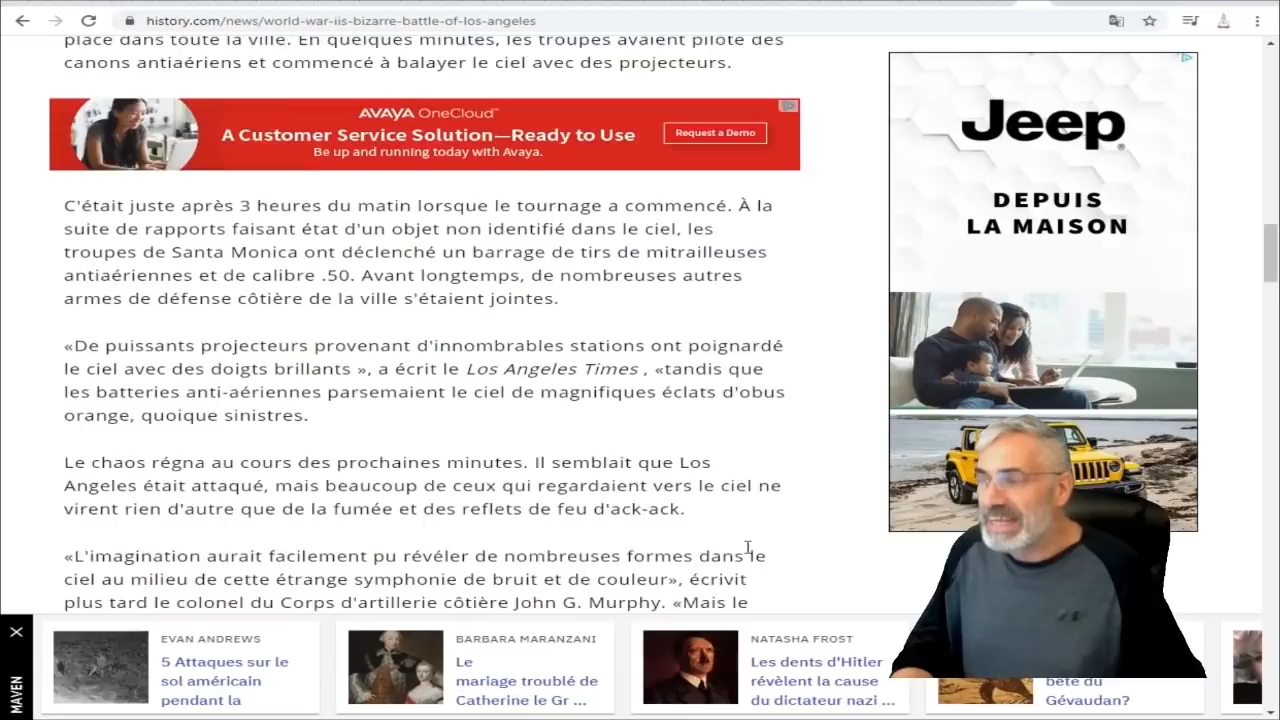 history.com/news/world-war-iis-bizarre-battle-of-los-angeles
place dans toute la ville. En quelques minutes, les troupes avaient piloté des
canons antiaériens et commencé à balayer le ciel avec des projecteurs.
AVAYA OneCloud™
A Customer Service Solution—Ready to Use
Be up and running today with Avaya.
Request a Demo
C'était juste après 3 heures du matin lorsque le tournage a commencé. À la
suite de rapports faisant état d'un objet non identifié dans le ciel, les
troupes de Santa Monica ont déclenché un barrage de tirs de mitrailleuses
antiaériennes et de calibre .50. Avant longtemps, de nombreuses autres
armes de défense côtière de la ville s'étaient jointes.
«De puissants projecteurs provenant d'innombrables stations ont poignardé
le ciel avec des doigts brillants », a écrit le Los Angeles Times , «tandis que
les batteries anti-aériennes parsemaient le ciel de magnifiques éclats d'obus
orange, quoique sinistres.
Le chaos régna au cours des prochaines minutes. Il semblait que Los
Angeles était attaqué, mais beaucoup de ceux qui regardaient vers le ciel ne
virent rien d'autre que de la fumée et des reflets de feu d'ack-ack.
«L'imagination aurait facilement pu révéler de nombreuses formes dans le
ciel au milieu de cette étrange symphonie de bruit et de couleur», écrivit
plus tard le colonel du Corps d'artillerie côtière John G. Murphy. «Mais le
Jeep®
DEPUIS
LA MAISON
MAVEN
EVAN ANDREWS
5 Attaques sur le
sol américain
pendant la
BARBARA MARANZANI
Le
mariage troublé de
Catherine le Gr ...
NATASHA FROST
Les dents d'Hitler
révèlent la cause
du dictateur nazi ...
bête du
Gévaudan?